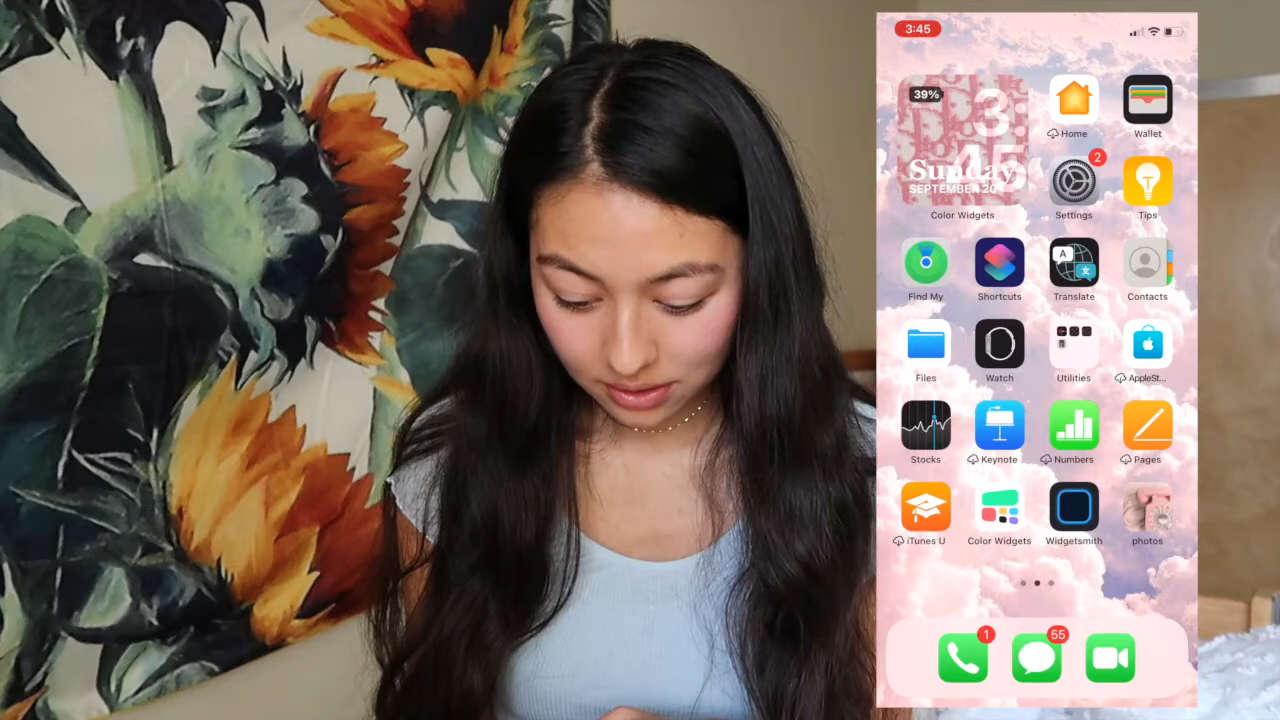 3:45
39%
3:
45
Sunday
SEPTEMBER 20
Color Widgets
Home
Wallet
2
Settings
Tips
Find My
Shortcuts
A
文
Translate
Contacts
Files
Watch
Utilities
AppleSt...
Stocks
Keynote
Numbers
Pages
iTunes U
Color Widgets
Widgetsmith
photos
1
55